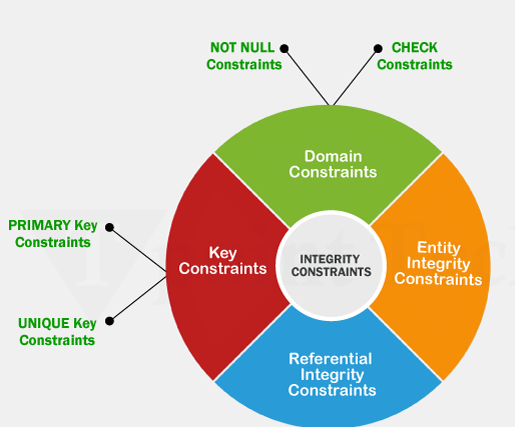 NOT NULL
Constraints
CHECK
Constraints
Domain
Constraints
PRIMARY Key
Constraints
Key
Constraints
INTEGRITY
CONSTRAINTS
Entity
Integrity
Constraints
UNIQUE Key
Constraints
Referential
Integrity
Constraints